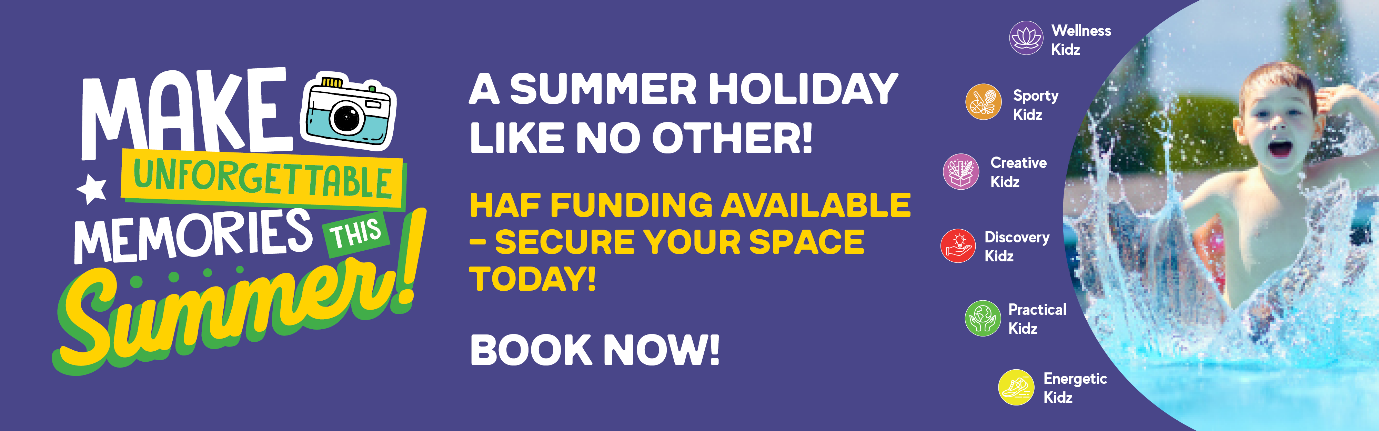 MAKE
UNFORGETTABLE
MEMORIES THIS
Summer!
A SUMMER HOLIDAY
LIKE NO OTHER!
HAF FUNDING AVAILABLE
– SECURE YOUR SPACE
TODAY!
BOOK NOW!
Wellness
Kidz
Sporty
Kidz
Creative
Kidz
Discovery
Kidz
Practical
Kidz
Energetic
Kidz